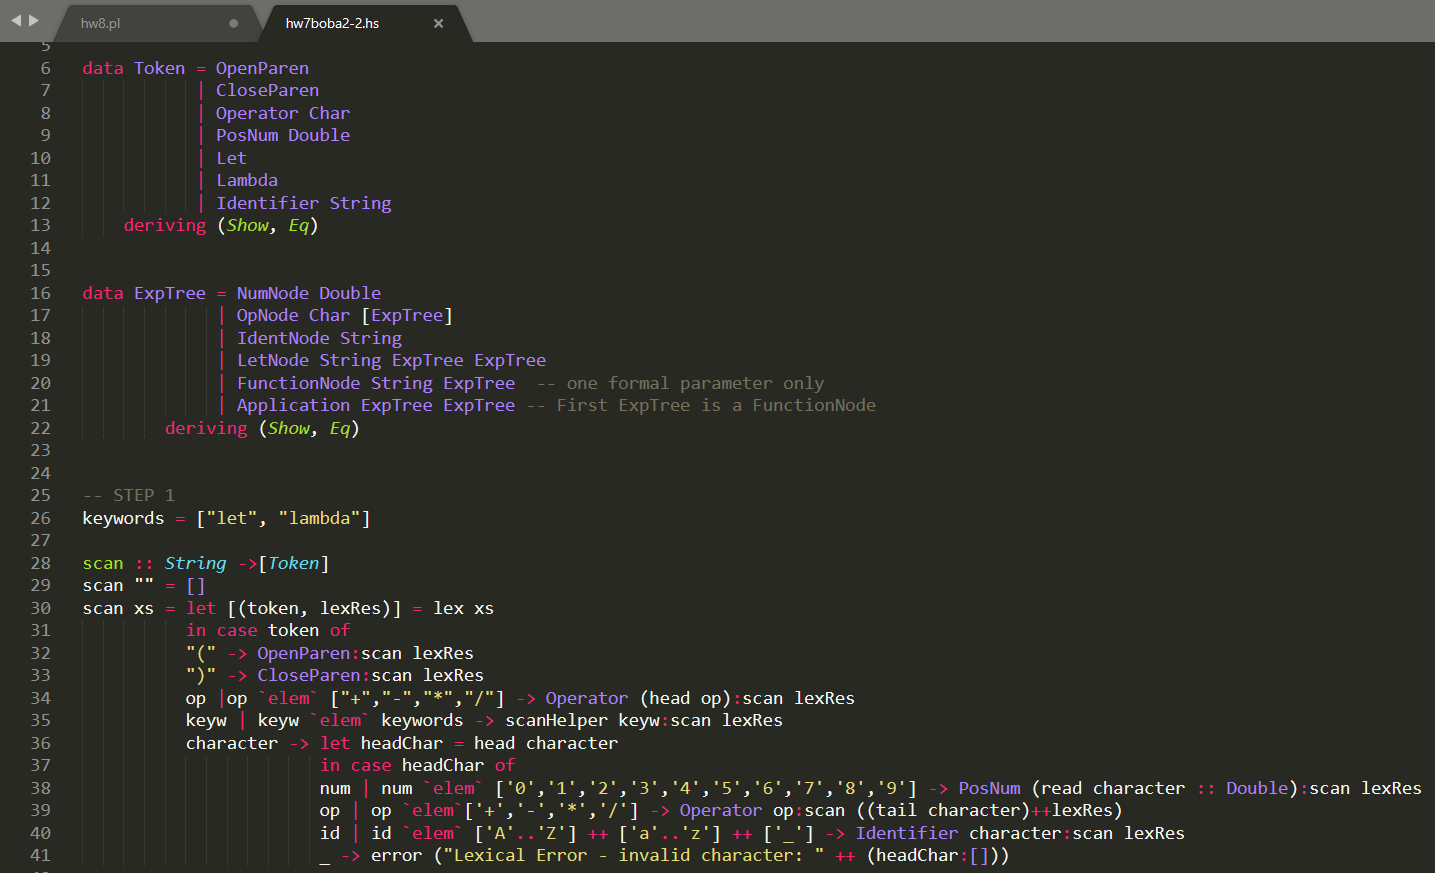 hw8.pl
hw7boba2-2.hs
5
6 data Token = OpenParen
7 | CloseParen
8 | Operator Char
9 | PosNum Double
10 | Let
11 | Lambda
12 | Identifier String
13 deriving (Show, Eq)
14
15
16 data ExpTree = NumNode Double
17 | OpNode Char [ExpTree]
18 | IdentNode String
19 | LetNode String ExpTree ExpTree
20 | FunctionNode String ExpTree -- one formal parameter only
21 | Application ExpTree ExpTree -- First ExpTree is a FunctionNode
22 deriving (Show, Eq)
23
24
25 -- STEP 1
26 keywords = ["let", "lambda"]
27
28 scan :: String ->[Token]
29 scan "" = []
30 scan xs = let [(token, lexRes)] = lex xs
31 in case token of
32 "(" -> OpenParen:scan lexRes
33 ")" -> CloseParen:scan lexRes
34 op |op `elem` ["+","-","*","/"] -> Operator (head op):scan lexRes
35 keyw | keyw `elem` keywords -> scanHelper keyw:scan lexRes
36 character -> let headChar = head character
37 in case headChar of
38 num | num `elem` ['0','1','2','3','4','5','6','7','8','9'] -> PosNum (read character :: Double):scan lexRes
39 op | op `elem`['+','-','*','/'] -> Operator op:scan ((tail character)++lexRes)
40 id | id `elem` ['A'..'Z'] ++ ['a'..'z'] ++ ['_'] -> Identifier character:scan lexRes
41 _ -> error ("Lexical Error - invalid character: " ++ (headChar:[]))